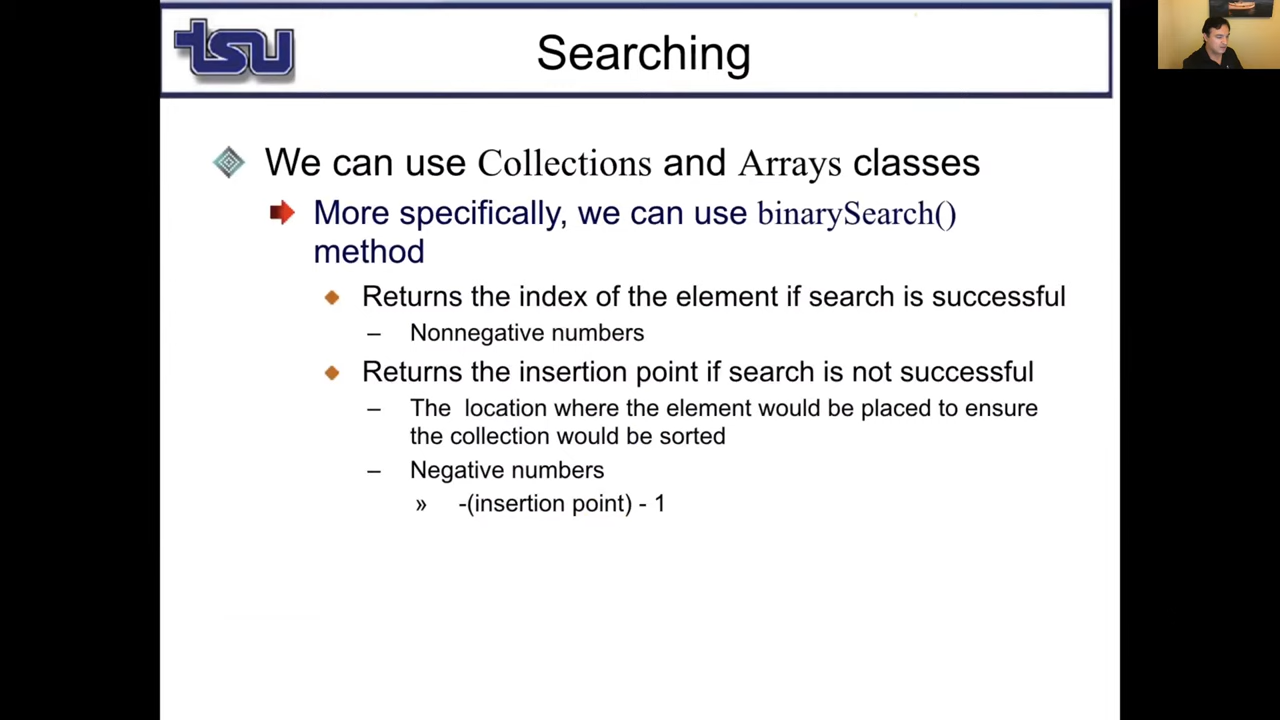 tsu
Searching
We can use Collections and Arrays classes
More specifically, we can use binarySearch()
method
Returns the index of the element if search is successful
– Nonnegative numbers
Returns the insertion point if search is not successful
– The location where the element would be placed to ensure
the collection would be sorted
– Negative numbers
» -(insertion point) - 1